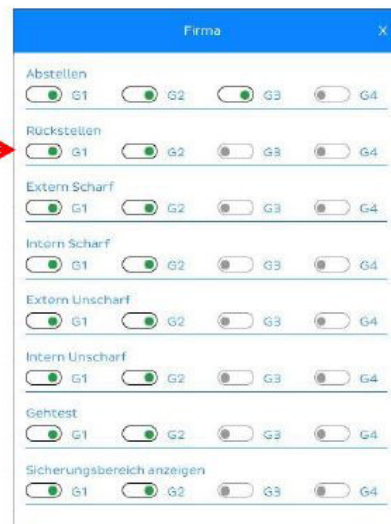 Firma X
Abstellen
G1 G2 G3 G4
Rückstellen
G1 G2 G3 G4
Extern Scharf
G1 G2 G3 G4
Intern Scharf
G1 G2 G3 G4
Extern Unscharf
G1 G2 G3 G4
Intern Unscharf
G1 G2 G3 G4
Gehtest
G1 G2 G3 G4
Sicherungsbereich anzeigen
G1 G2 G3 G4